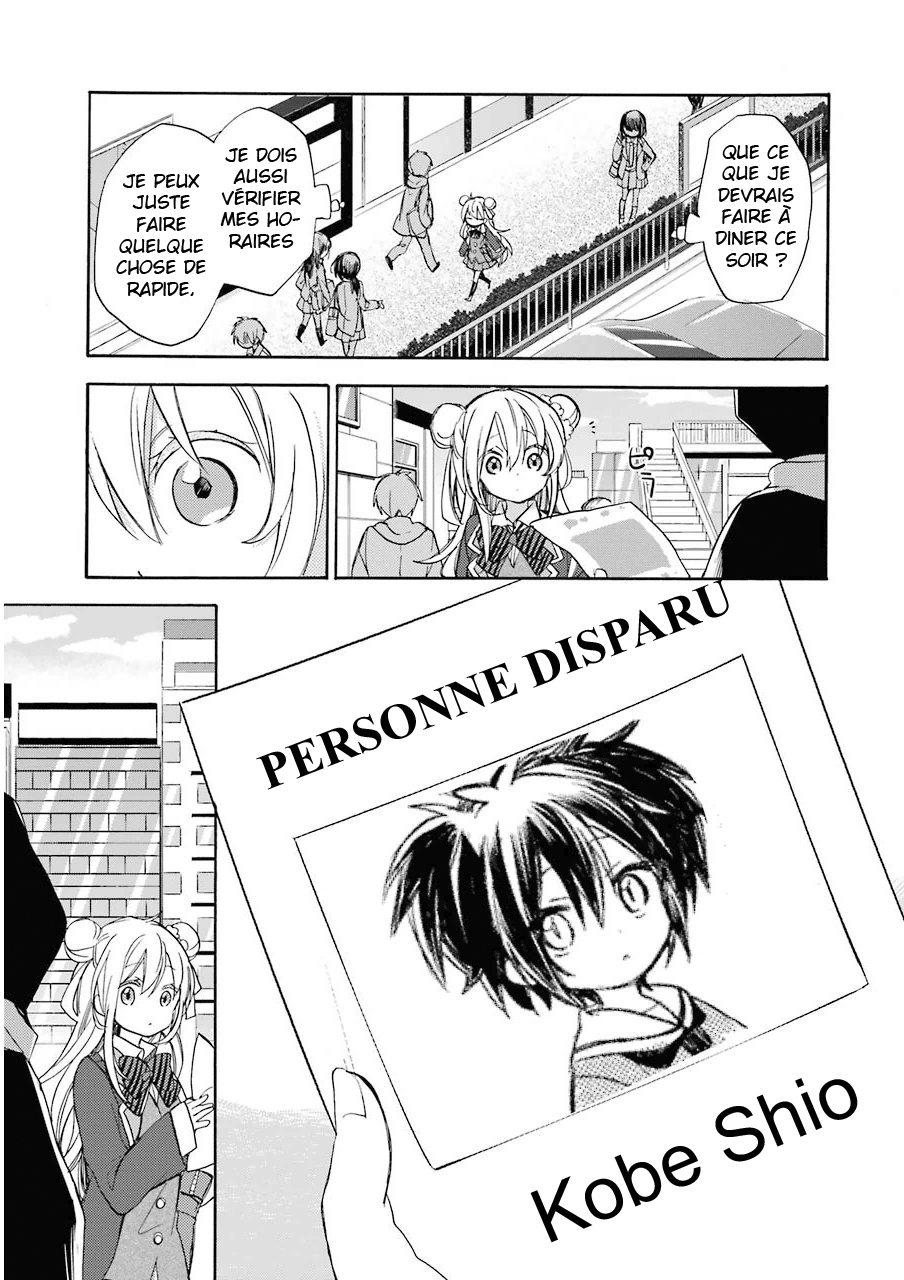 QUE CE
QUE JE
DEVRAIS
FAIRE À
DINER CE
SOIR ?
JE DOIS
AUSSI
VÉRIFIER
MES HO-
RAIRES
JE PEUX
JUSTE
FAIRE
QUELQUE
CHOSE DE
RAPIDE,
ピラ
PERSONNE DISPARU
Kobe Shio